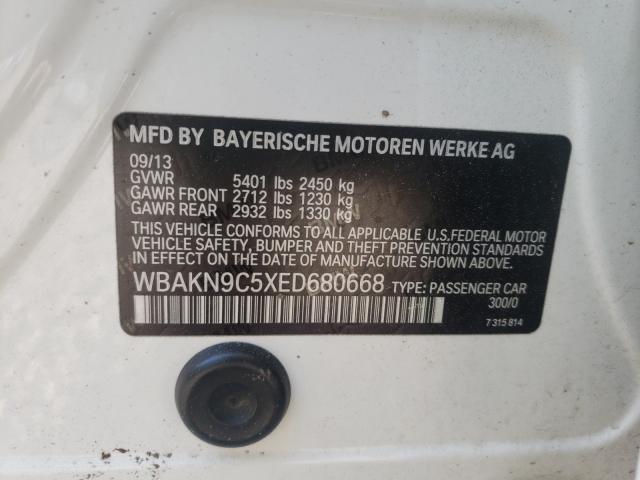 MFD BY BAYERISCHE MOTOREN WERKE AG
09/13
GVWR 5401 lbs 2450 kg
GAWR FRONT 2712 lbs 1230 kg
GAWR REAR 2932 lbs 1330 kg
THIS VEHICLE CONFORMS TO ALL APPLICABLE U.S.FEDERAL MOTOR
VEHICLE SAFETY, BUMPER AND THEFT PREVENTION STANDARDS
IN EFFECT ON THE DATE OF MANUFACTURE SHOWN ABOVE.
WBAKN9C5XED680668 TYPE: PASSENGER CAR
300/0
7 315 814